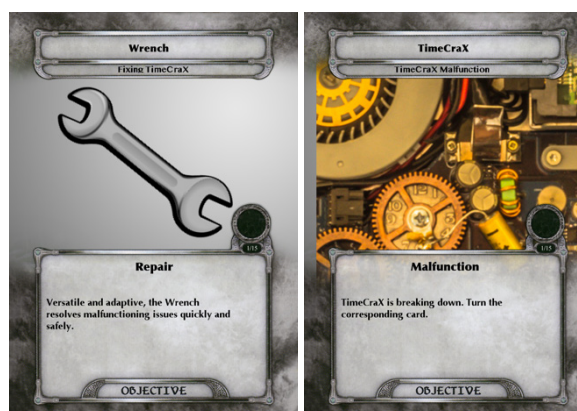 Wrench
Fixing TimeCraX
1/15
Repair
Versatile and adaptive, the Wrench
resolves malfunctioning issues quickly and
safely.
OBJECTIVE
TimeCraX
TimeCraX Malfunction
1/15
Malfunction
TimeCraX is breaking down. Turn the
corresponding card.
OBJECTIVE